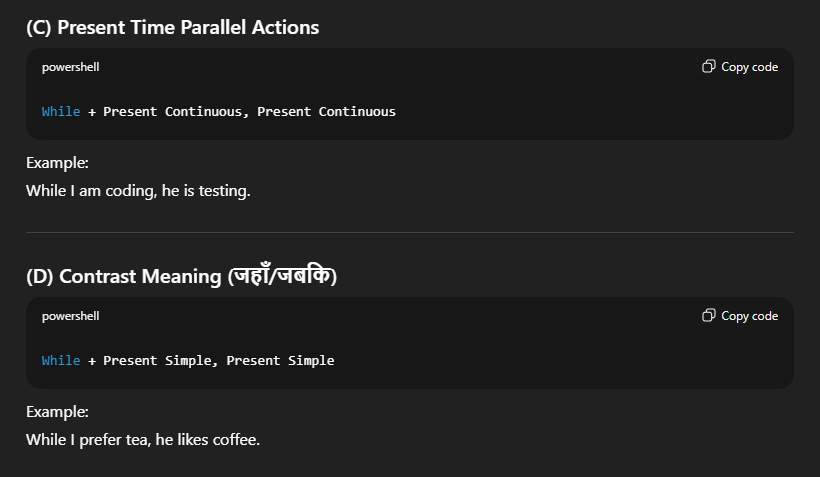 (C) Present Time Parallel Actions
powershell
Copy code
While + Present Continuous, Present Continuous
Example:
While I am coding, he is testing.
(D) Contrast Meaning (जहाँ/जबकि)
powershell
Copy code
While + Present Simple, Present Simple
Example:
While I prefer tea, he likes coffee.